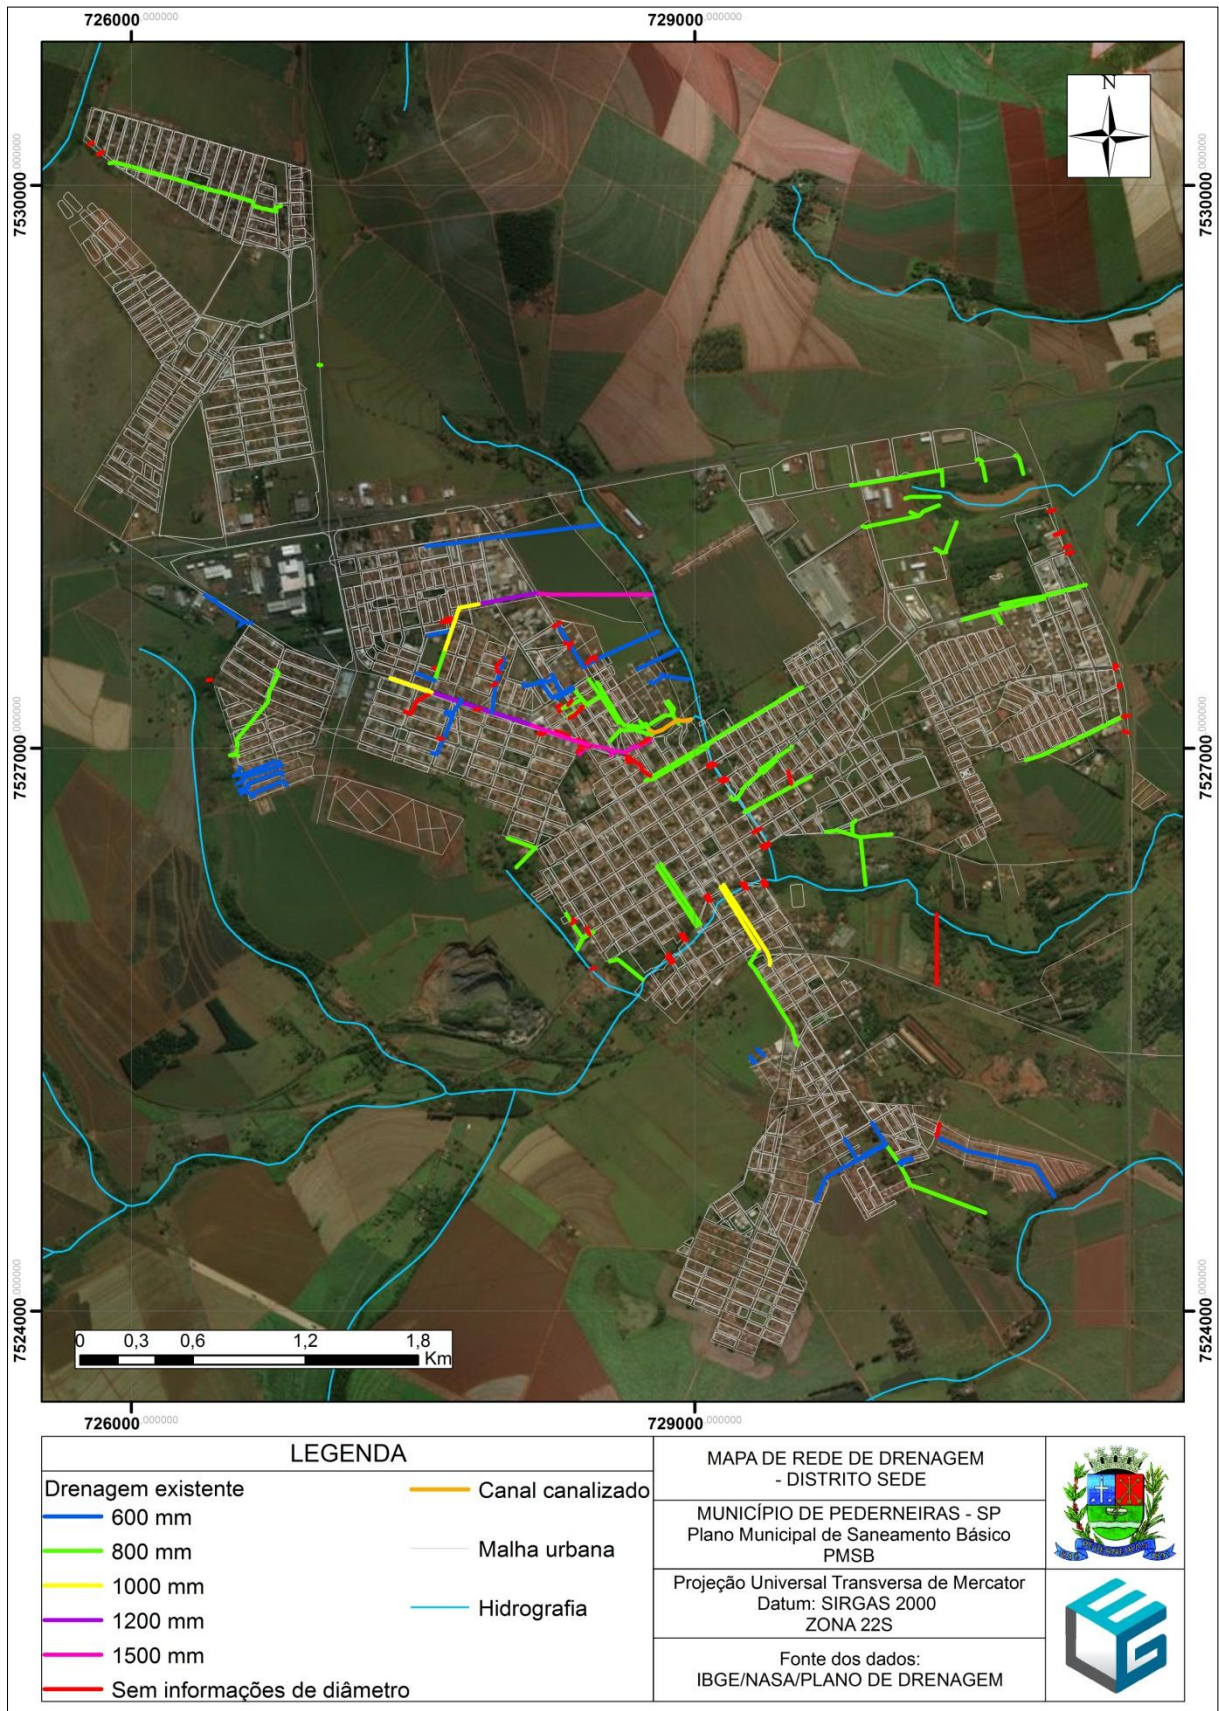 726000,000000
729000,000000
N
7530000,000000
7530000,000000
7527000,000000
7527000,000000
7524000,000000
7524000,000000
0 0,3 0,6 1,2 1,8
Km
726000,000000
729000,000000
LEGENDA
Drenagem existente
600 mm
800 mm
1000 mm
1200 mm
1500 mm
Sem informações de diâmetro
Canal canalizado
Malha urbana
Hidrografia
MAPA DE REDE DE DRENAGEM
- DISTRITO SEDE
MUNICÍPIO DE PEDERNEIRAS - SP
Plano Municipal de Saneamento Básico
PMSB
Projeção Universal Transversa de Mercator
Datum: SIRGAS 2000
ZONA 22S
Fonte dos dados:
IBGE/NASA/PLANO DE DRENAGEM
PEDERNEIRAS